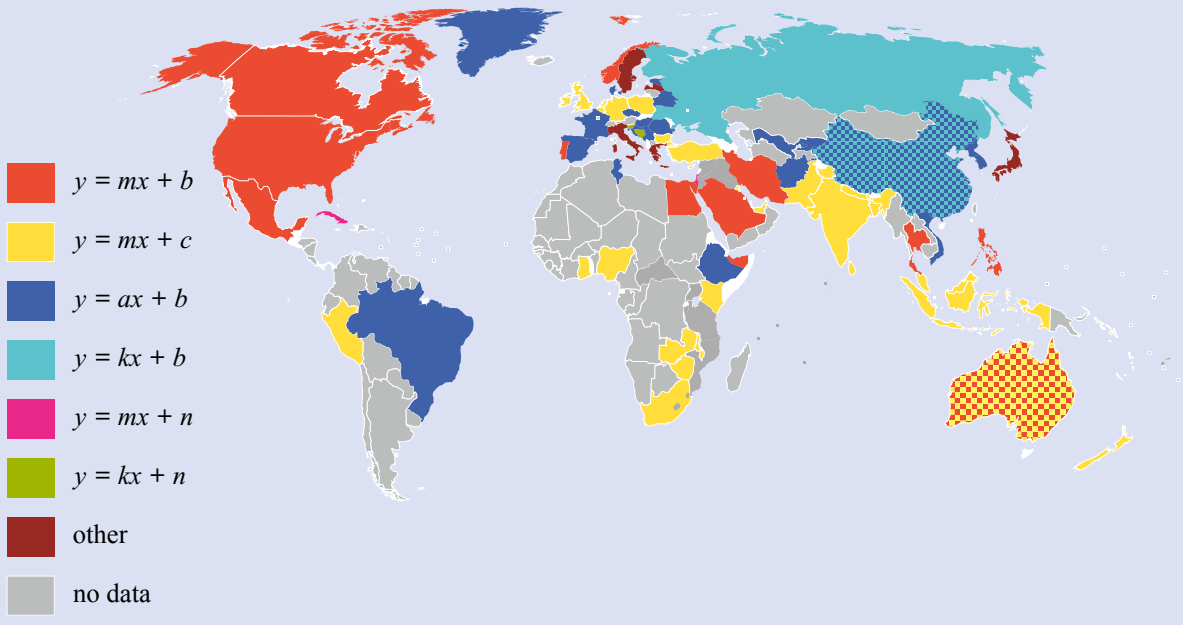 y = mx + b
y = mx + c
y = ax + b
y = kx + b
y = mx + n
y = kx + n
other
no data